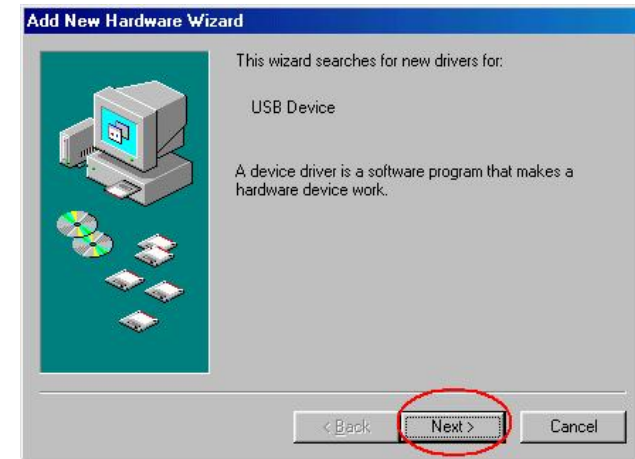 Add New Hardware Wizard
This wizard searches for new drivers for:
USB Device
A device driver is a software program that makes a
hardware device work.
< Back Next > Cancel